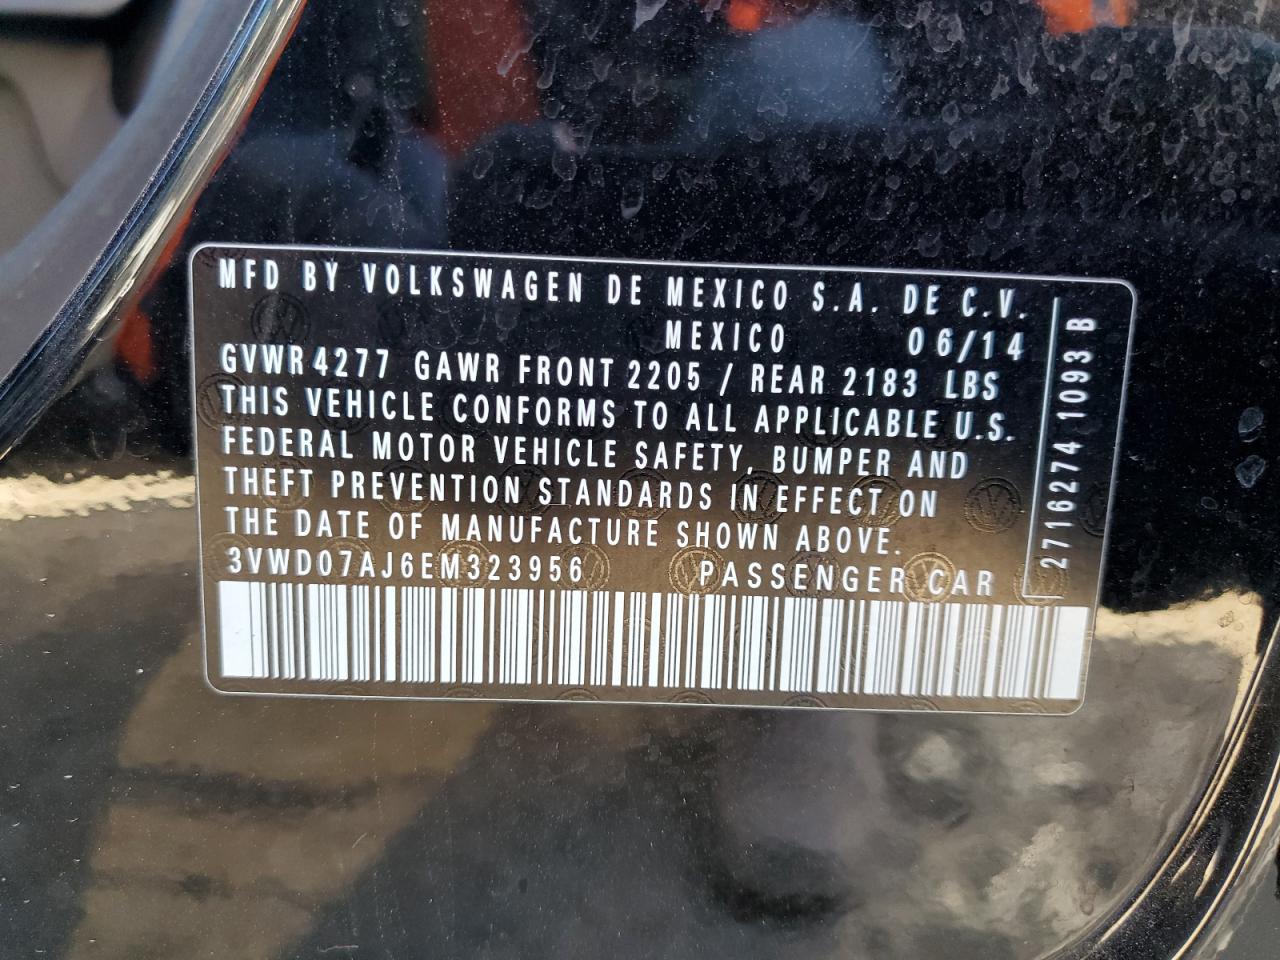 MFD BY VOLKSWAGEN DE MEXICO S.A. DE C.V.
MEXICO 06/14
GVWR 4277 GAWR FRONT 2205 / REAR 2183 LBS
THIS VEHICLE CONFORMS TO ALL APPLICABLE U.S.
FEDERAL MOTOR VEHICLE SAFETY, BUMPER AND
THEFT PREVENTION STANDARDS IN EFFECT ON
THE DATE OF MANUFACTURE SHOWN ABOVE.
3VWD07AJ6EM323956 PASSENGER CAR
2716274 1093 B